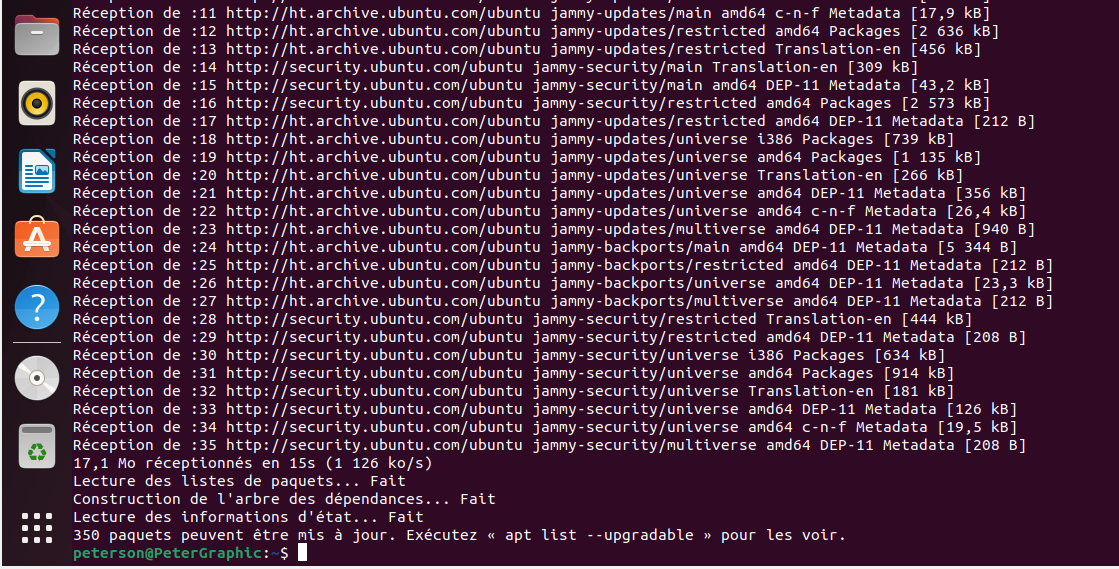 Réception de :11 http://ht.archive.ubuntu.com/ubuntu jammy-updates/main amd64 c-n-f Metadata [17,9 kB]
Réception de :12 http://ht.archive.ubuntu.com/ubuntu jammy-updates/restricted amd64 Packages [2 636 kB]
Réception de :13 http://ht.archive.ubuntu.com/ubuntu jammy-updates/restricted Translation-en [456 kB]
Réception de :14 http://security.ubuntu.com/ubuntu jammy-security/main Translation-en [309 kB]
Réception de :15 http://security.ubuntu.com/ubuntu jammy-security/main amd64 DEP-11 Metadata [43,2 kB]
Réception de :16 http://security.ubuntu.com/ubuntu jammy-security/restricted amd64 Packages [2 573 kB]
Réception de :17 http://ht.archive.ubuntu.com/ubuntu jammy-updates/restricted amd64 DEP-11 Metadata [212 B]
Réception de :18 http://ht.archive.ubuntu.com/ubuntu jammy-updates/universe i386 Packages [739 kB]
Réception de :19 http://ht.archive.ubuntu.com/ubuntu jammy-updates/universe amd64 Packages [1 135 kB]
Réception de :20 http://ht.archive.ubuntu.com/ubuntu jammy-updates/universe Translation-en [266 kB]
Réception de :21 http://ht.archive.ubuntu.com/ubuntu jammy-updates/universe amd64 DEP-11 Metadata [356 kB]
Réception de :22 http://ht.archive.ubuntu.com/ubuntu jammy-updates/universe amd64 c-n-f Metadata [26,4 kB]
Réception de :23 http://ht.archive.ubuntu.com/ubuntu jammy-updates/multiverse amd64 DEP-11 Metadata [940 B]
Réception de :24 http://ht.archive.ubuntu.com/ubuntu jammy-backports/main amd64 DEP-11 Metadata [5 344 B]
Réception de :25 http://ht.archive.ubuntu.com/ubuntu jammy-backports/restricted amd64 DEP-11 Metadata [212 B]
Réception de :26 http://ht.archive.ubuntu.com/ubuntu jammy-backports/universe amd64 DEP-11 Metadata [23,3 kB]
Réception de :27 http://ht.archive.ubuntu.com/ubuntu jammy-backports/multiverse amd64 DEP-11 Metadata [212 B]
Réception de :28 http://security.ubuntu.com/ubuntu jammy-security/restricted Translation-en [444 kB]
Réception de :29 http://security.ubuntu.com/ubuntu jammy-security/restricted amd64 DEP-11 Metadata [208 B]
Réception de :30 http://security.ubuntu.com/ubuntu jammy-security/universe i386 Packages [634 kB]
Réception de :31 http://security.ubuntu.com/ubuntu jammy-security/universe amd64 Packages [914 kB]
Réception de :32 http://security.ubuntu.com/ubuntu jammy-security/universe Translation-en [181 kB]
Réception de :33 http://security.ubuntu.com/ubuntu jammy-security/universe amd64 DEP-11 Metadata [126 kB]
Réception de :34 http://security.ubuntu.com/ubuntu jammy-security/universe amd64 c-n-f Metadata [19,5 kB]
Réception de :35 http://security.ubuntu.com/ubuntu jammy-security/multiverse amd64 DEP-11 Metadata [208 B]
17,1 Mo réceptionnés en 15s (1 126 ko/s)
Lecture des listes de paquets... Fait
Construction de l'arbre des dépendances... Fait
Lecture des informations d'état... Fait
350 paquets peuvent être mis à jour. Exécutez « apt list --upgradable » pour les voir.
peterson@PeterGraphic:~$